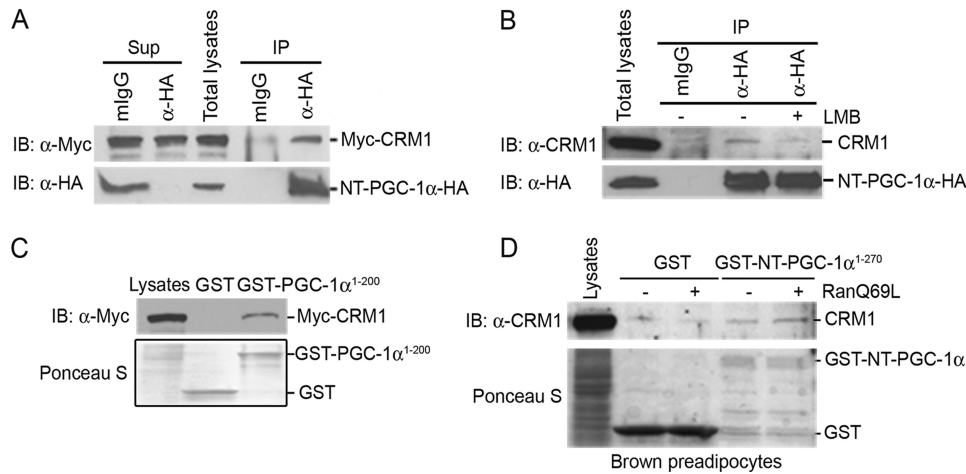 A
Sup
Total lysates
IP
mIgG
α-HA
mIgG
α-HA
IB: α-Myc
Myc-CRM1
IB: α-HA
NT-PGC-1α-HA
B
Total lysates
IP
mIgG
α-HA
α-HA
- - + LMB
IB: α-CRM1
CRM1
IB: α-HA
NT-PGC-1α-HA
C
Lysates GST GST-PGC-1α1-200
IB: α-Myc
Myc-CRM1
Ponceau S
GST-PGC-1α1-200
GST
D
Lysates
GST
GST-NT-PGC-1α1-270
- + - + RanQ69L
IB: α-CRM1
CRM1
Ponceau S
GST-NT-PGC-1α
GST
Brown preadipocytes